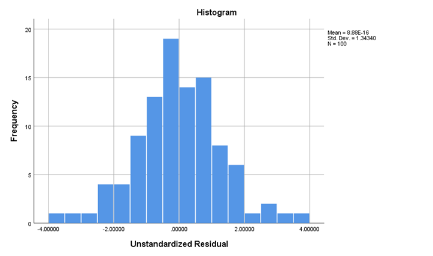 Histogram
Mean = 8.88E-16
Std. Dev. = 1.34340
N = 100
20
15
10
5
0
Frequency
-4.00000 -2.00000 .00000 2.00000 4.00000
Unstandardized Residual